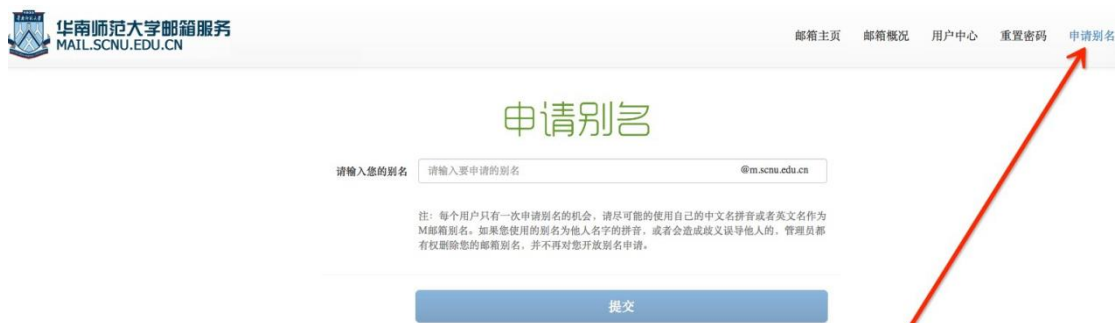 华南师范大学邮箱服务
MAIL.SCNU.EDU.CN
邮箱主页 邮箱概况 用户中心 重置密码 申请别名
申请别名
请输入您的别名 请输入要申请的别名 @m.scnu.edu.cn
注：每个用户只有一次申请别名的机会，请尽可能的使用自己的中文名拼音或者英文名作为
M邮箱别名。如果您使用的别名为他人名字的拼音，或者会造成歧义误导他人的，管理员都
有权删除您的邮箱别名，并不再对您开放别名申请。
提交